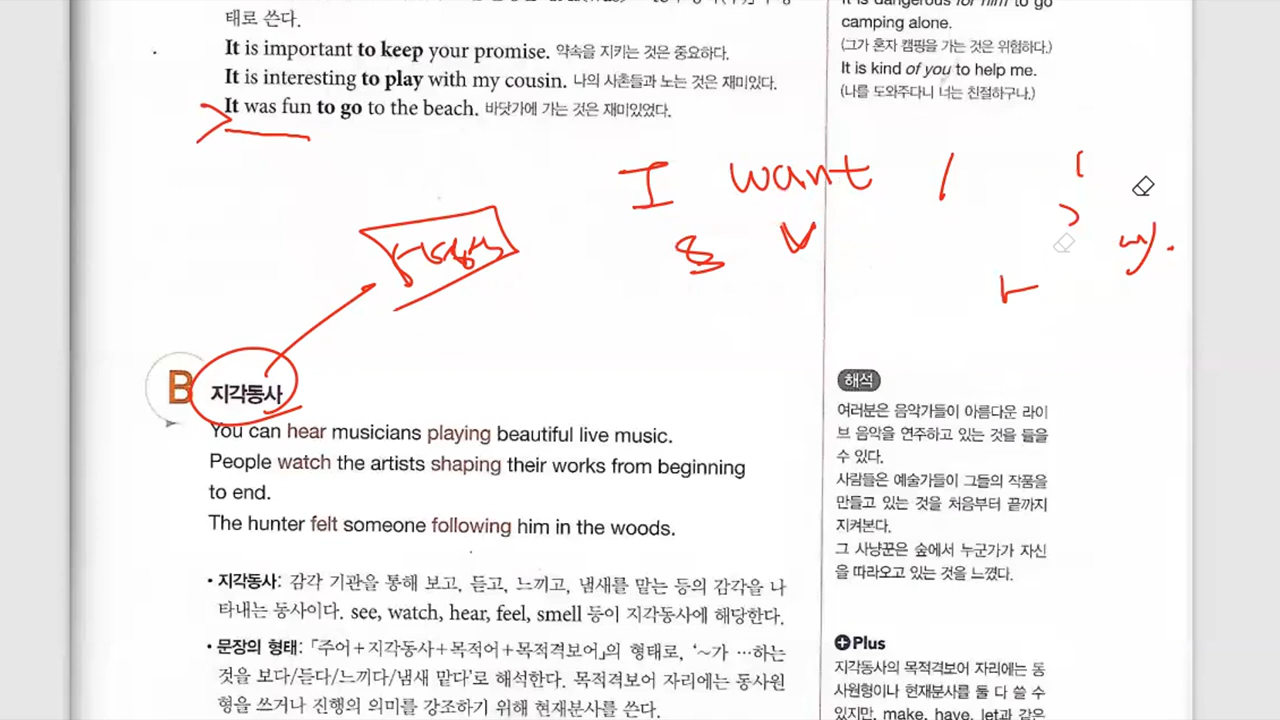 태로 쓴다.
It is important to keep your promise. 약속을 지키는 것은 중요하다.
It is interesting to play with my cousin. 나의 사촌들과 노는 것은 재미있다.
It was fun to go to the beach. 바닷가에 가는 것은 재미있었다.
It is dangerous for him to go
camping alone.
(그가 혼자 캠핑을 가는 것은 위험하다.)
It is kind of you to help me.
(나를 도와주다니 너는 친절하구나.)
I want
S V
B 지각동사
You can hear musicians playing beautiful live music.
People watch the artists shaping their works from beginning
to end.
The hunter felt someone following him in the woods.
• 지각동사: 감각 기관을 통해 보고, 듣고, 느끼고, 냄새를 맡는 등의 감각을 나
타내는 동사이다. see, watch, hear, feel, smell 등이 지각동사에 해당한다.
• 문장의 형태: 「주어+지각동사+목적어+목적격보어」의 형태로, ‘~가 …하는
것을 보다/듣다/느끼다/냄새 맡다’로 해석한다. 목적격보어 자리에는 동사원
형을 쓰거나 진행의 의미를 강조하기 위해 현재분사를 쓴다.
해석
여러분은 음악가들이 아름다운 라이
브 음악을 연주하고 있는 것을 들을
수 있다.
사람들은 예술가들이 그들의 작품을
만들고 있는 것을 처음부터 끝까지
지켜본다.
그 사냥꾼은 숲에서 누군가가 자신
을 따라오고 있는 것을 느꼈다.
+Plus
지각동사의 목적격보어 자리에는 동
사원형이나 현재분사를 둘 다 쓸 수
있지만, make, have, let과 같은